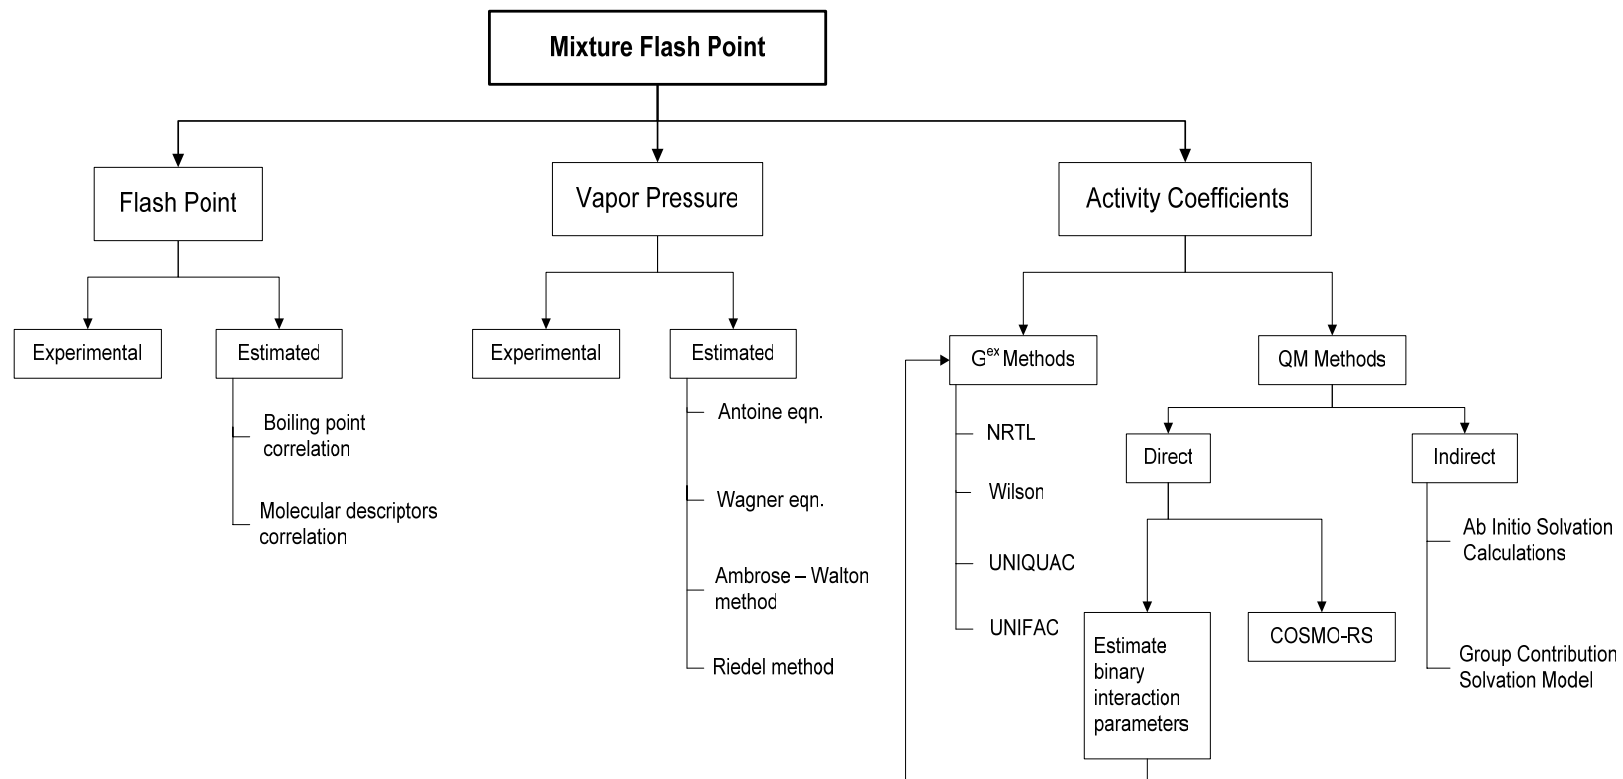 Mixture Flash Point
Flash Point
Vapor Pressure
Activity Coefficients
Experimental
Estimated
Experimental
Estimated
Gex Methods
QM Methods
Boiling point
correlation
Molecular descriptors
correlation
Antoine eqn.
Wagner eqn.
Ambrose – Walton
method
Riedel method
NRTL
Wilson
UNIQUAC
UNIFAC
Direct
Indirect
Estimate
binary
interaction
parameters
COSMO-RS
Ab Initio Solvation
Calculations
Group Contribution
Solvation Model